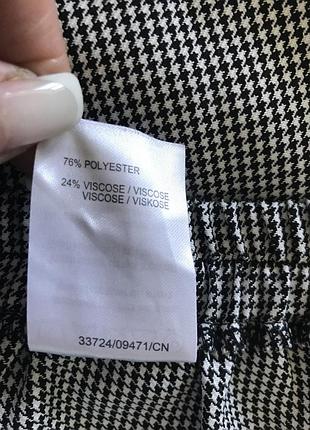 76% POLYESTER
24% VISCOSE / VISCOSE
VISCOSE / VISKOSE
33724/09471/CN